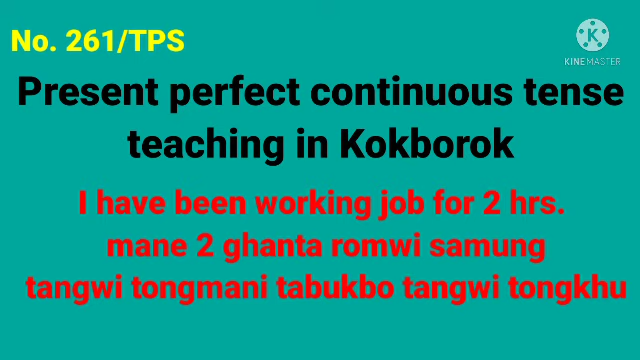 No. 261/TPS
K
KINEMASTER
Present perfect continuous tense
teaching in Kokborok
I have been working job for 2 hrs.
mane 2 ghanta romwi samung
tangwi tongmani tabukbo tangwi tongkhu